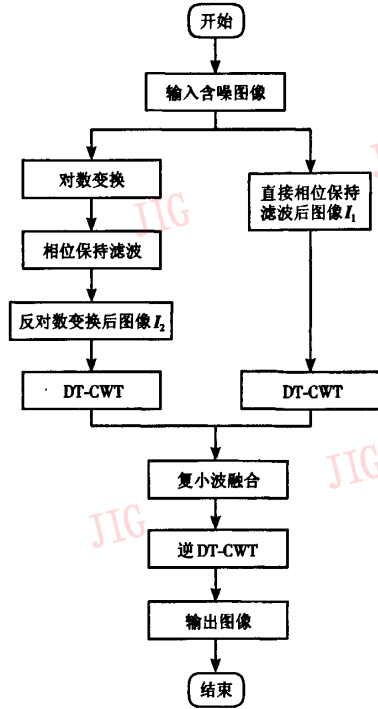 开始
输入含噪图像
对数变换
相位保持滤波
反对数变换后图像I₂
DT-CWT
直接相位保持
滤波后图像I₁
DT-CWT
复小波融合
逆DT-CWT
输出图像
结束
JIG
JIG
JIG